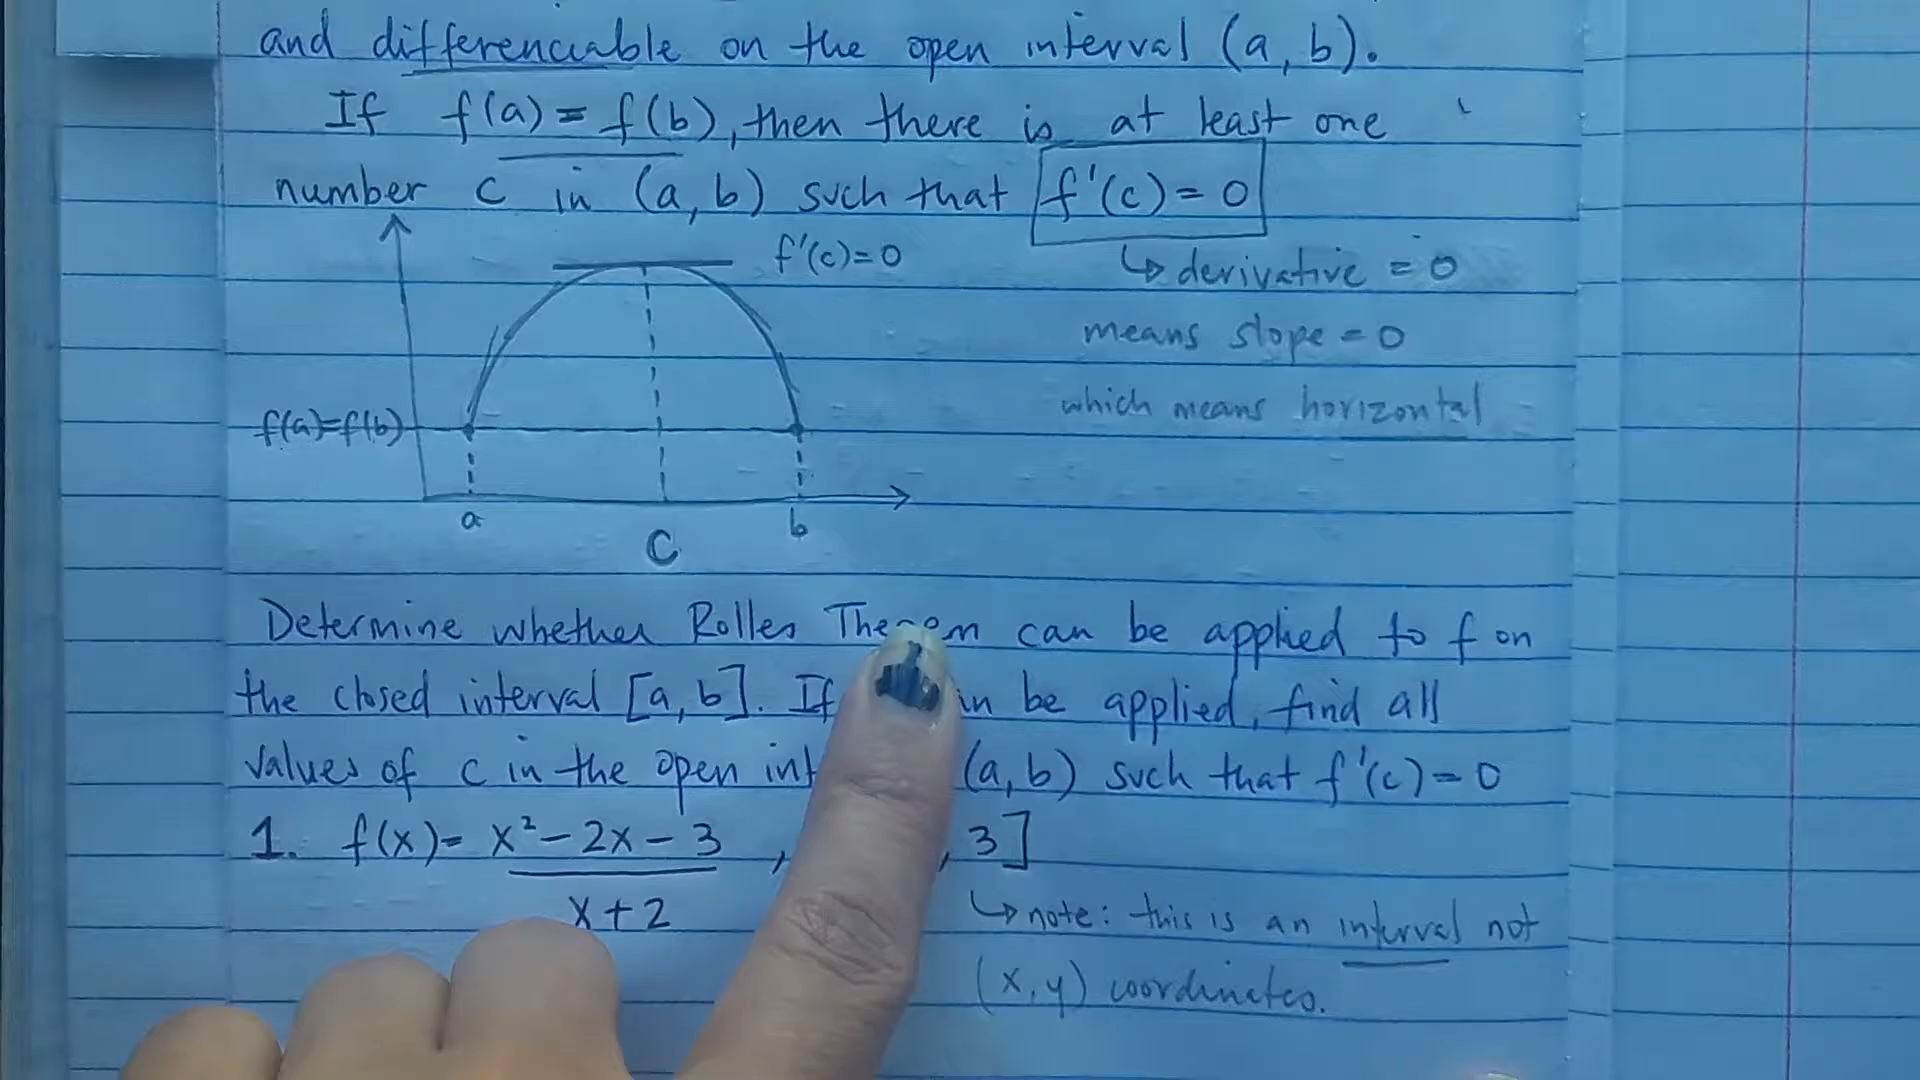 and differenciable on the open interval (a, b).
If f(a) = f(b), then there is at least one
number c in (a, b) such that f'(c) = 0
f'(c)=0
↳ derivative = 0
means slope = 0
which means horizontal
f(a)=f(b)
a
b
C
Determine whether Rolles can be applied to f on
the closed interval [a, b]. If be applied, find all
values of c in the open (a, b) such that f'(c) = 0
1. f(x)= x²-2x-3 , , 3]
x+2
↳ note: this is an interval not
(x, y) coordinates.